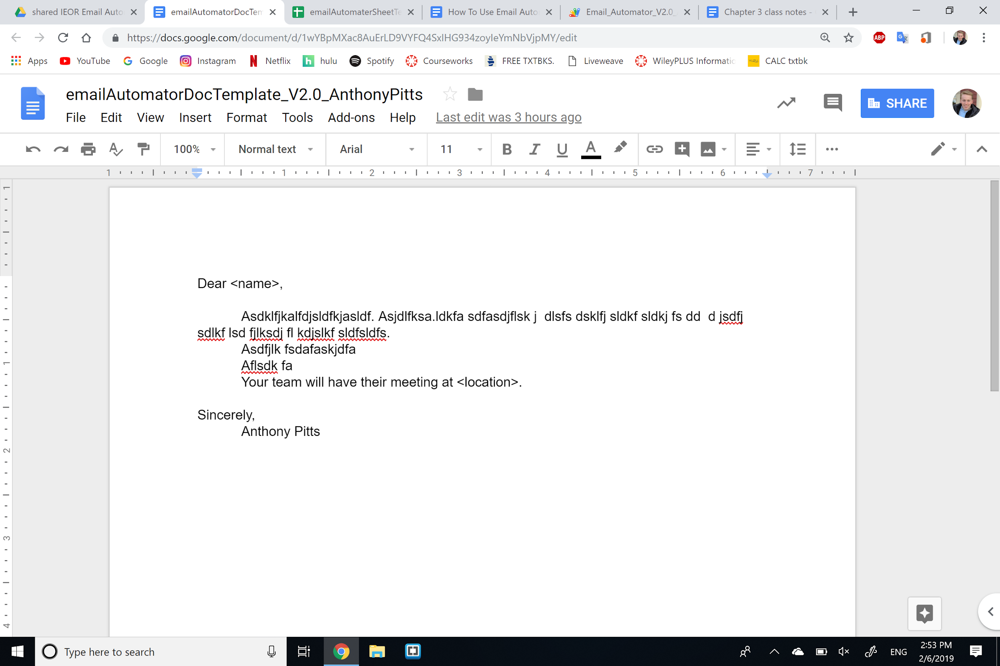 shared IEOR Email Auto
emailAutomatorDocTem
emailAutomaterSheetTe
How To Use Email Auto
Email_Automator_V2.0_
Chapter 3 class notes -
https://docs.google.com/document/d/1wYBpMXac8AuErLD9VYFQ4SxIHG934zoyIeYmNbVjpMY/edit
ABP
Apps YouTube Google Instagram Netflix hulu Spotify Courseworks FREE TXTBKS. Liveweave WileyPLUS Informatic CALC txtbk
emailAutomatorDocTemplate_V2.0_AnthonyPitts
SHARE
File Edit View Insert Format Tools Add-ons Help Last edit was 3 hours ago
100% Normal text Arial 11 B I U A
1 1 2 3 4 5 6 7
Dear <name>,
Asdklfjkalfdjsldfkjasldf. Asjdlfksa.ldkfa sdfasdjflsk j  dlsfs dsklfj sldkf sldkj fs dd  d jsdfj
sdlkf lsd fjlksdj fl kdjslkf sldfsldfs.
Asdfjlk fsdafaskjdfa
Aflsdk fa
Your team will have their meeting at <location>.
Sincerely,
Anthony Pitts
1
1
2
3
4
Type here to search
ENG
2:53 PM
2/6/2019